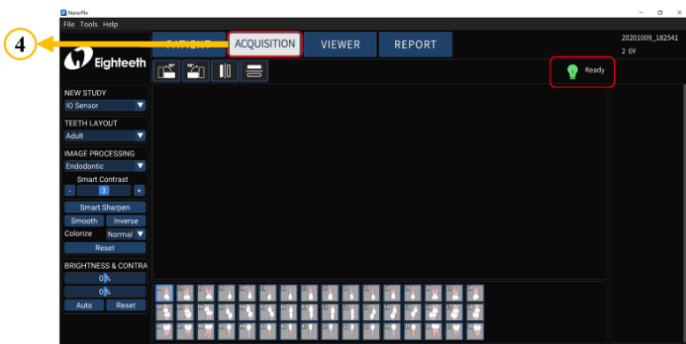 NanoPix
File Tools Help
4
PATIENT ACQUISITION VIEWER REPORT
20201009_182541
2 0Y
Eighteeth
Ready
NEW STUDY
IO Sensor
TEETH LAYOUT
Adult
IMAGE PROCESSING
Endodontic
Smart Contrast
- 3 +
Smart Sharpen
Smooth Inverse
Colorize Normal
Reset
BRIGHTNESS & CONTRA
0%
0%
Auto Reset